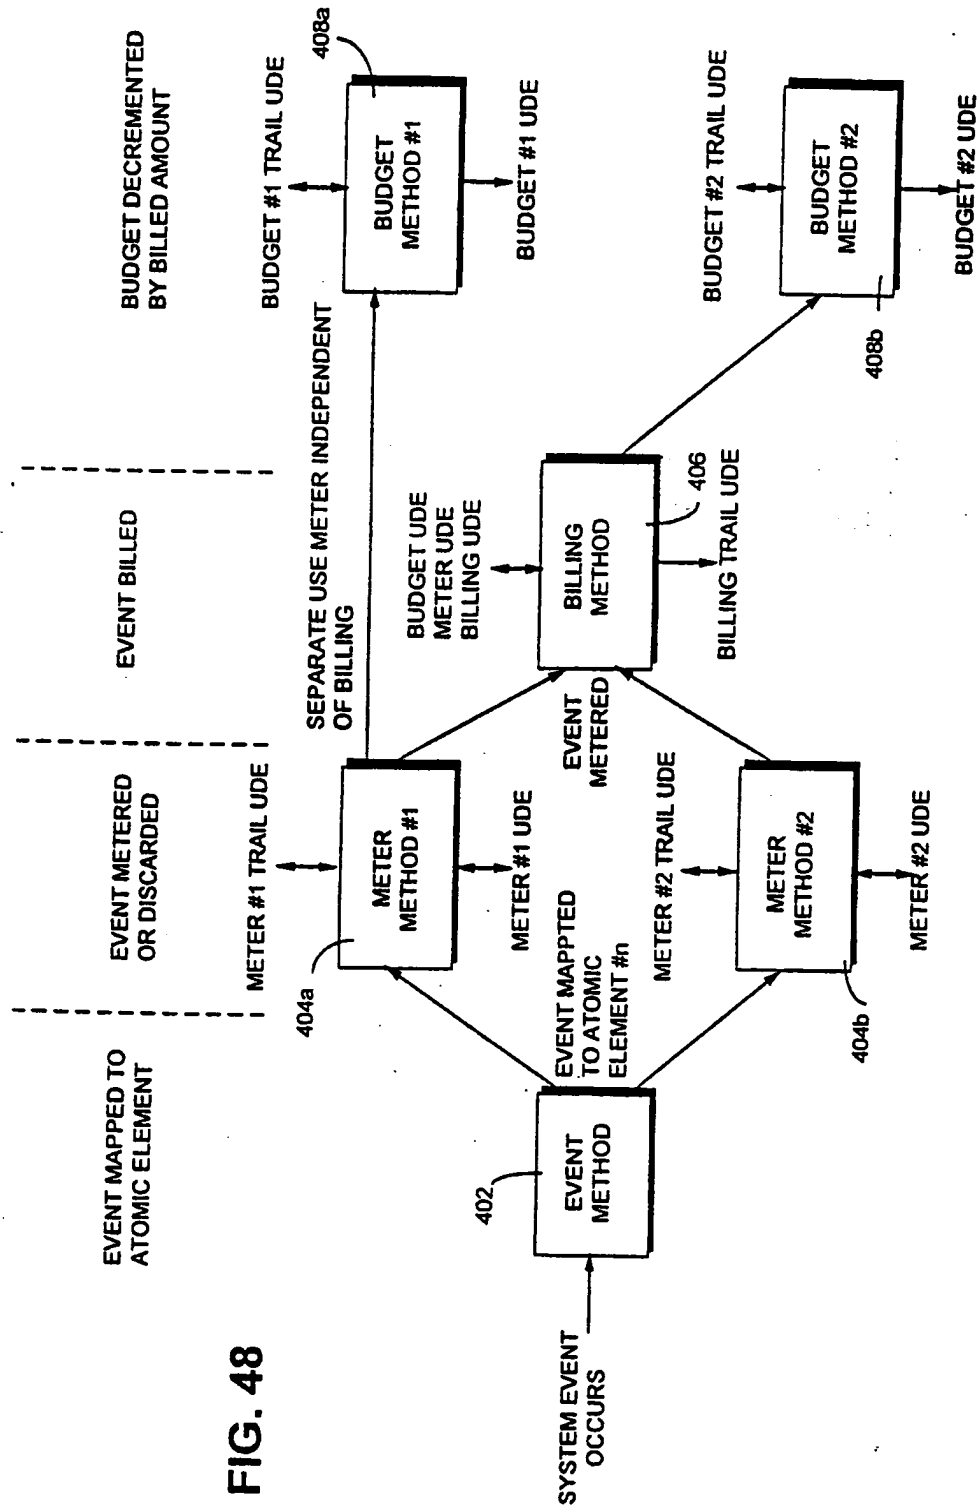 FIG. 48
EVENT MAPPED TO
ATOMIC ELEMENT
EVENT METERED
OR DISCARDED
EVENT BILLED
BUDGET DECREMENTED
BY BILLED AMOUNT
SYSTEM EVENT
OCCURS
402
EVENT
METHOD
EVENT MAPPTED
TO ATOMIC
ELEMENT #n
METER #1 TRAIL UDE
404a
METER
METHOD #1
METER #1 UDE
METER #2 TRAIL UDE
METER
METHOD #2
404b
METER #2 UDE
SEPARATE USE METER INDEPENDENT
OF BILLING
EVENT
METERED
BUDGET UDE
METER UDE
BILLING UDE
BILLING
METHOD
406
BILLING TRAIL UDE
BUDGET #1 TRAIL UDE
408a
BUDGET
METHOD #1
BUDGET #1 UDE
BUDGET #2 TRAIL UDE
BUDGET
METHOD #2
408b
BUDGET #2 UDE